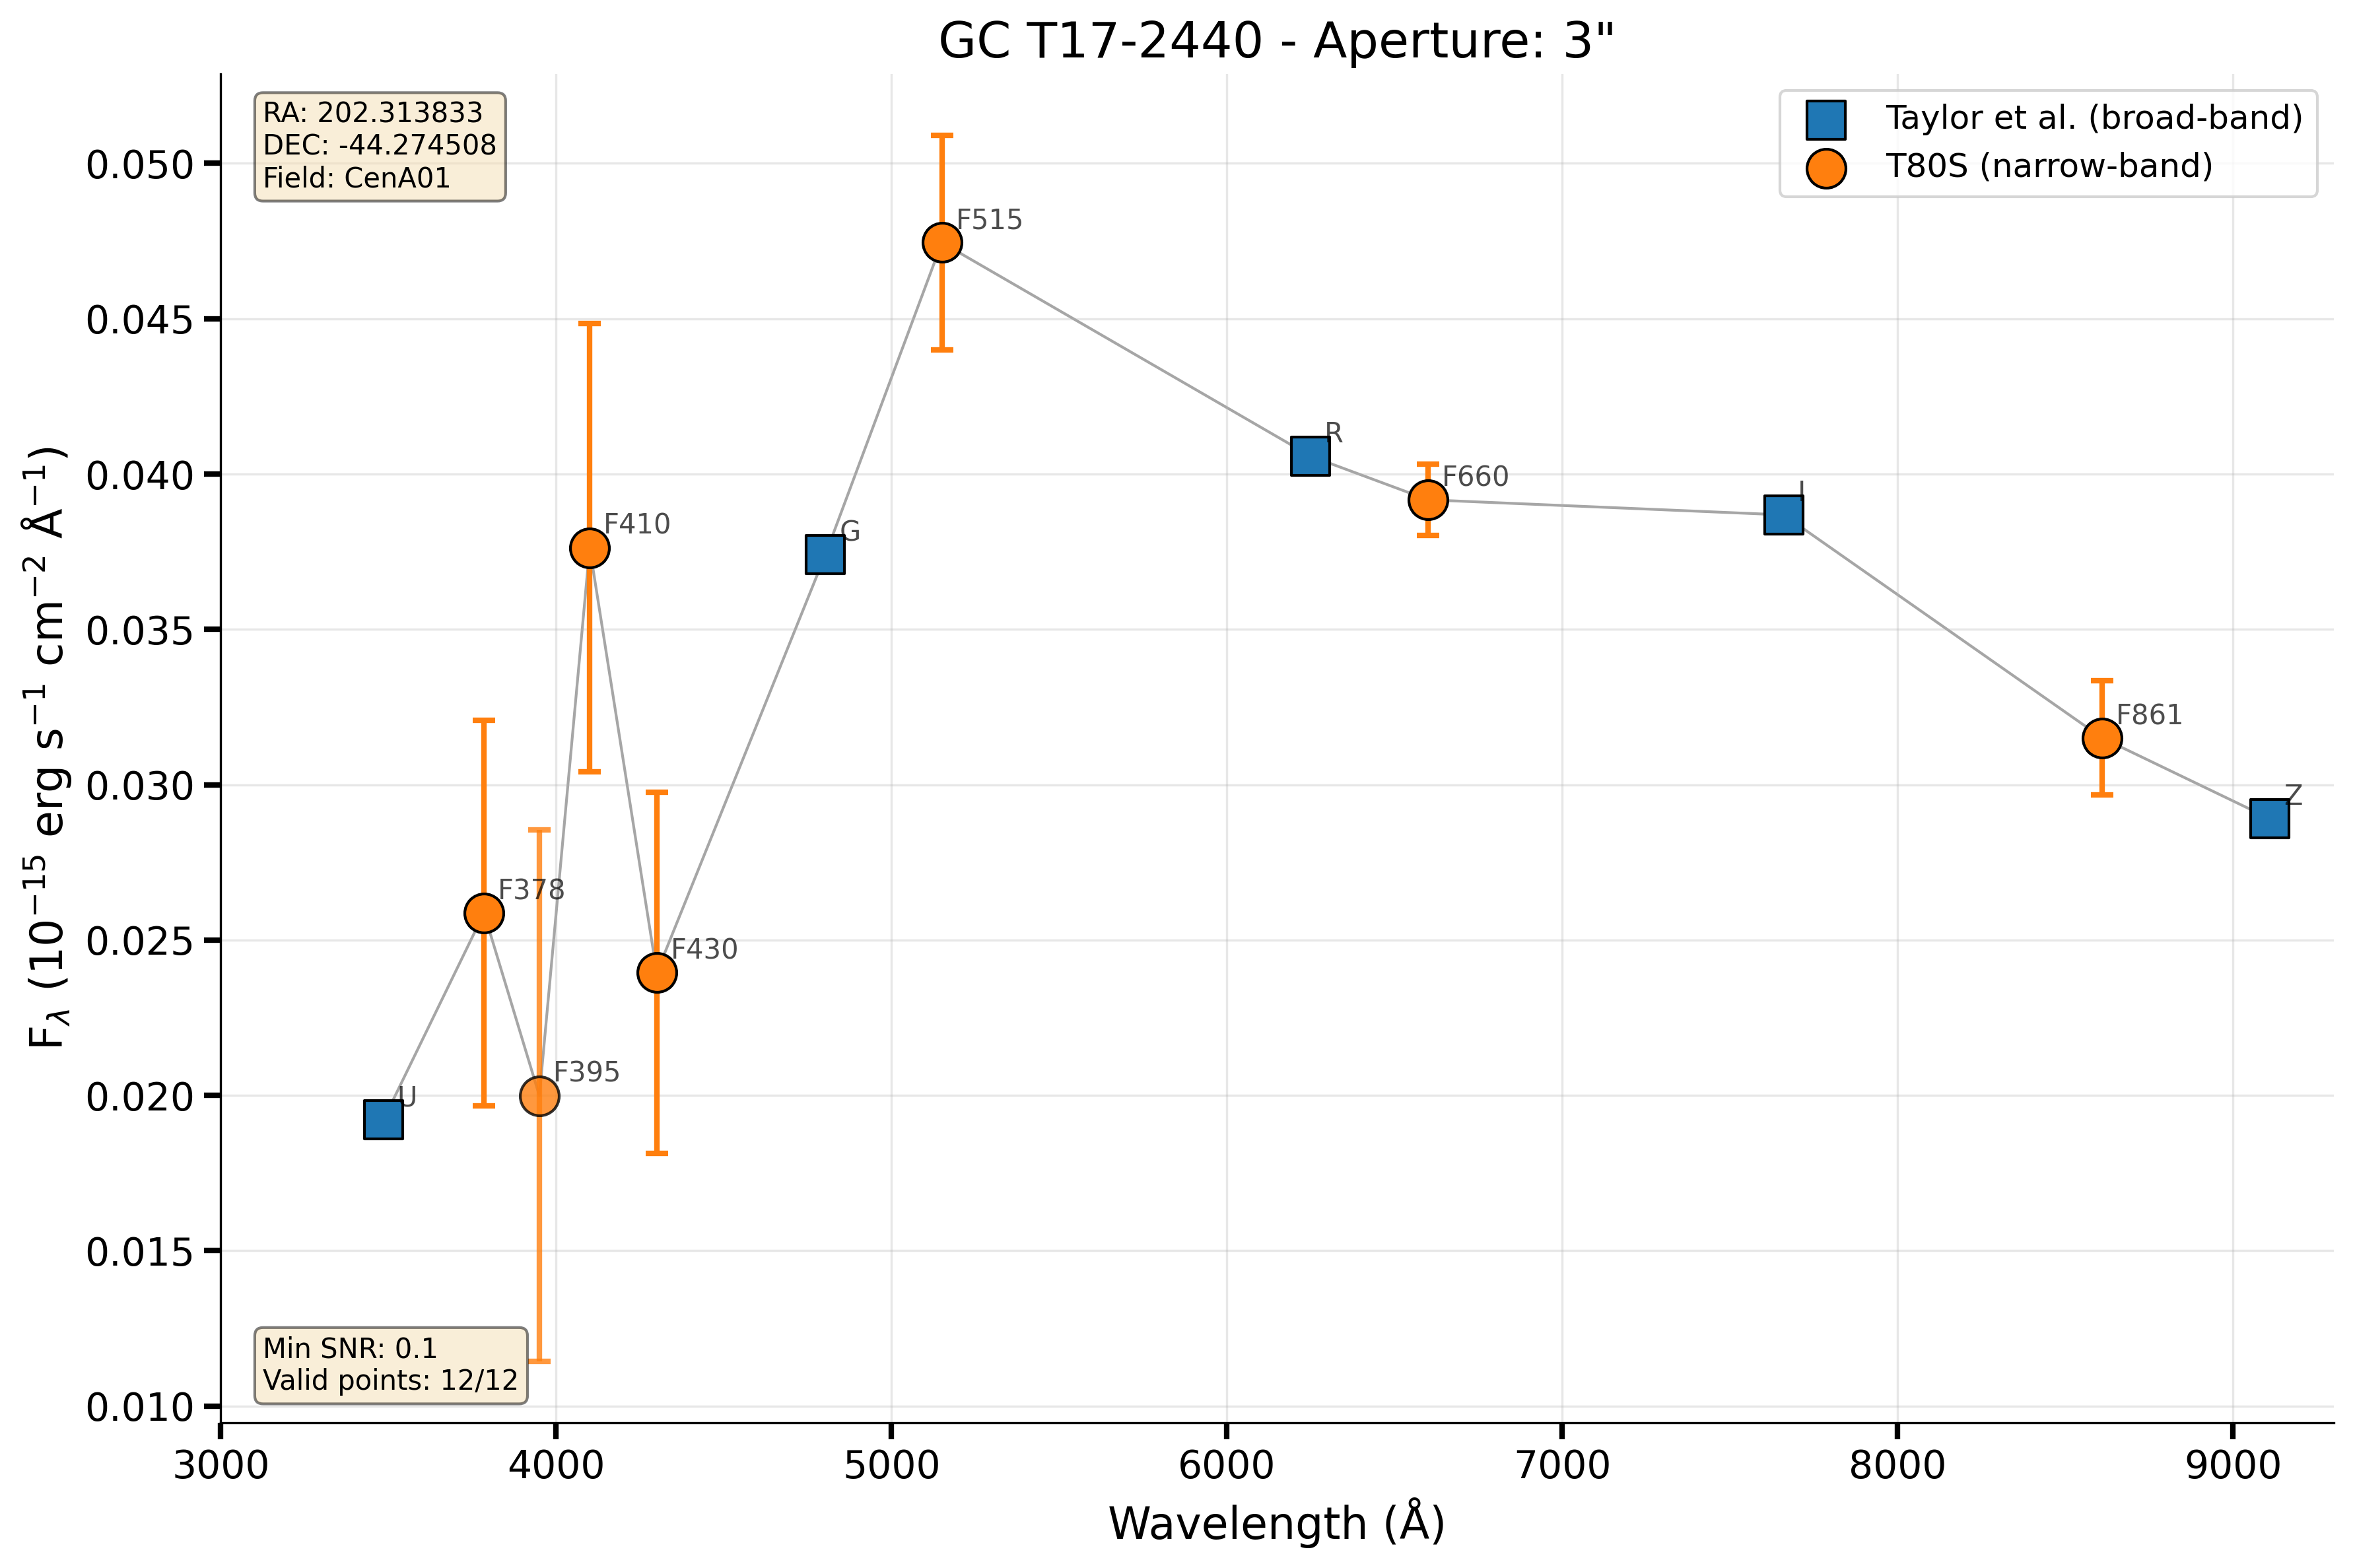 GC T17-2440 - Aperture: 3"
RA: 202.313833
DEC: -44.274508
Field: CenA01
Taylor et al. (broad-band)
T80S (narrow-band)
0.050
0.045
0.040
0.035
0.030
0.025
0.020
0.015
0.010
F_λ (10⁻¹⁵ erg s⁻¹ cm⁻² Å⁻¹)
U
F378
F395
F410
F430
G
F515
R
F660
I
F861
Z
Min SNR: 0.1
Valid points: 12/12
3000 4000 5000 6000 7000 8000 9000
Wavelength (Å)